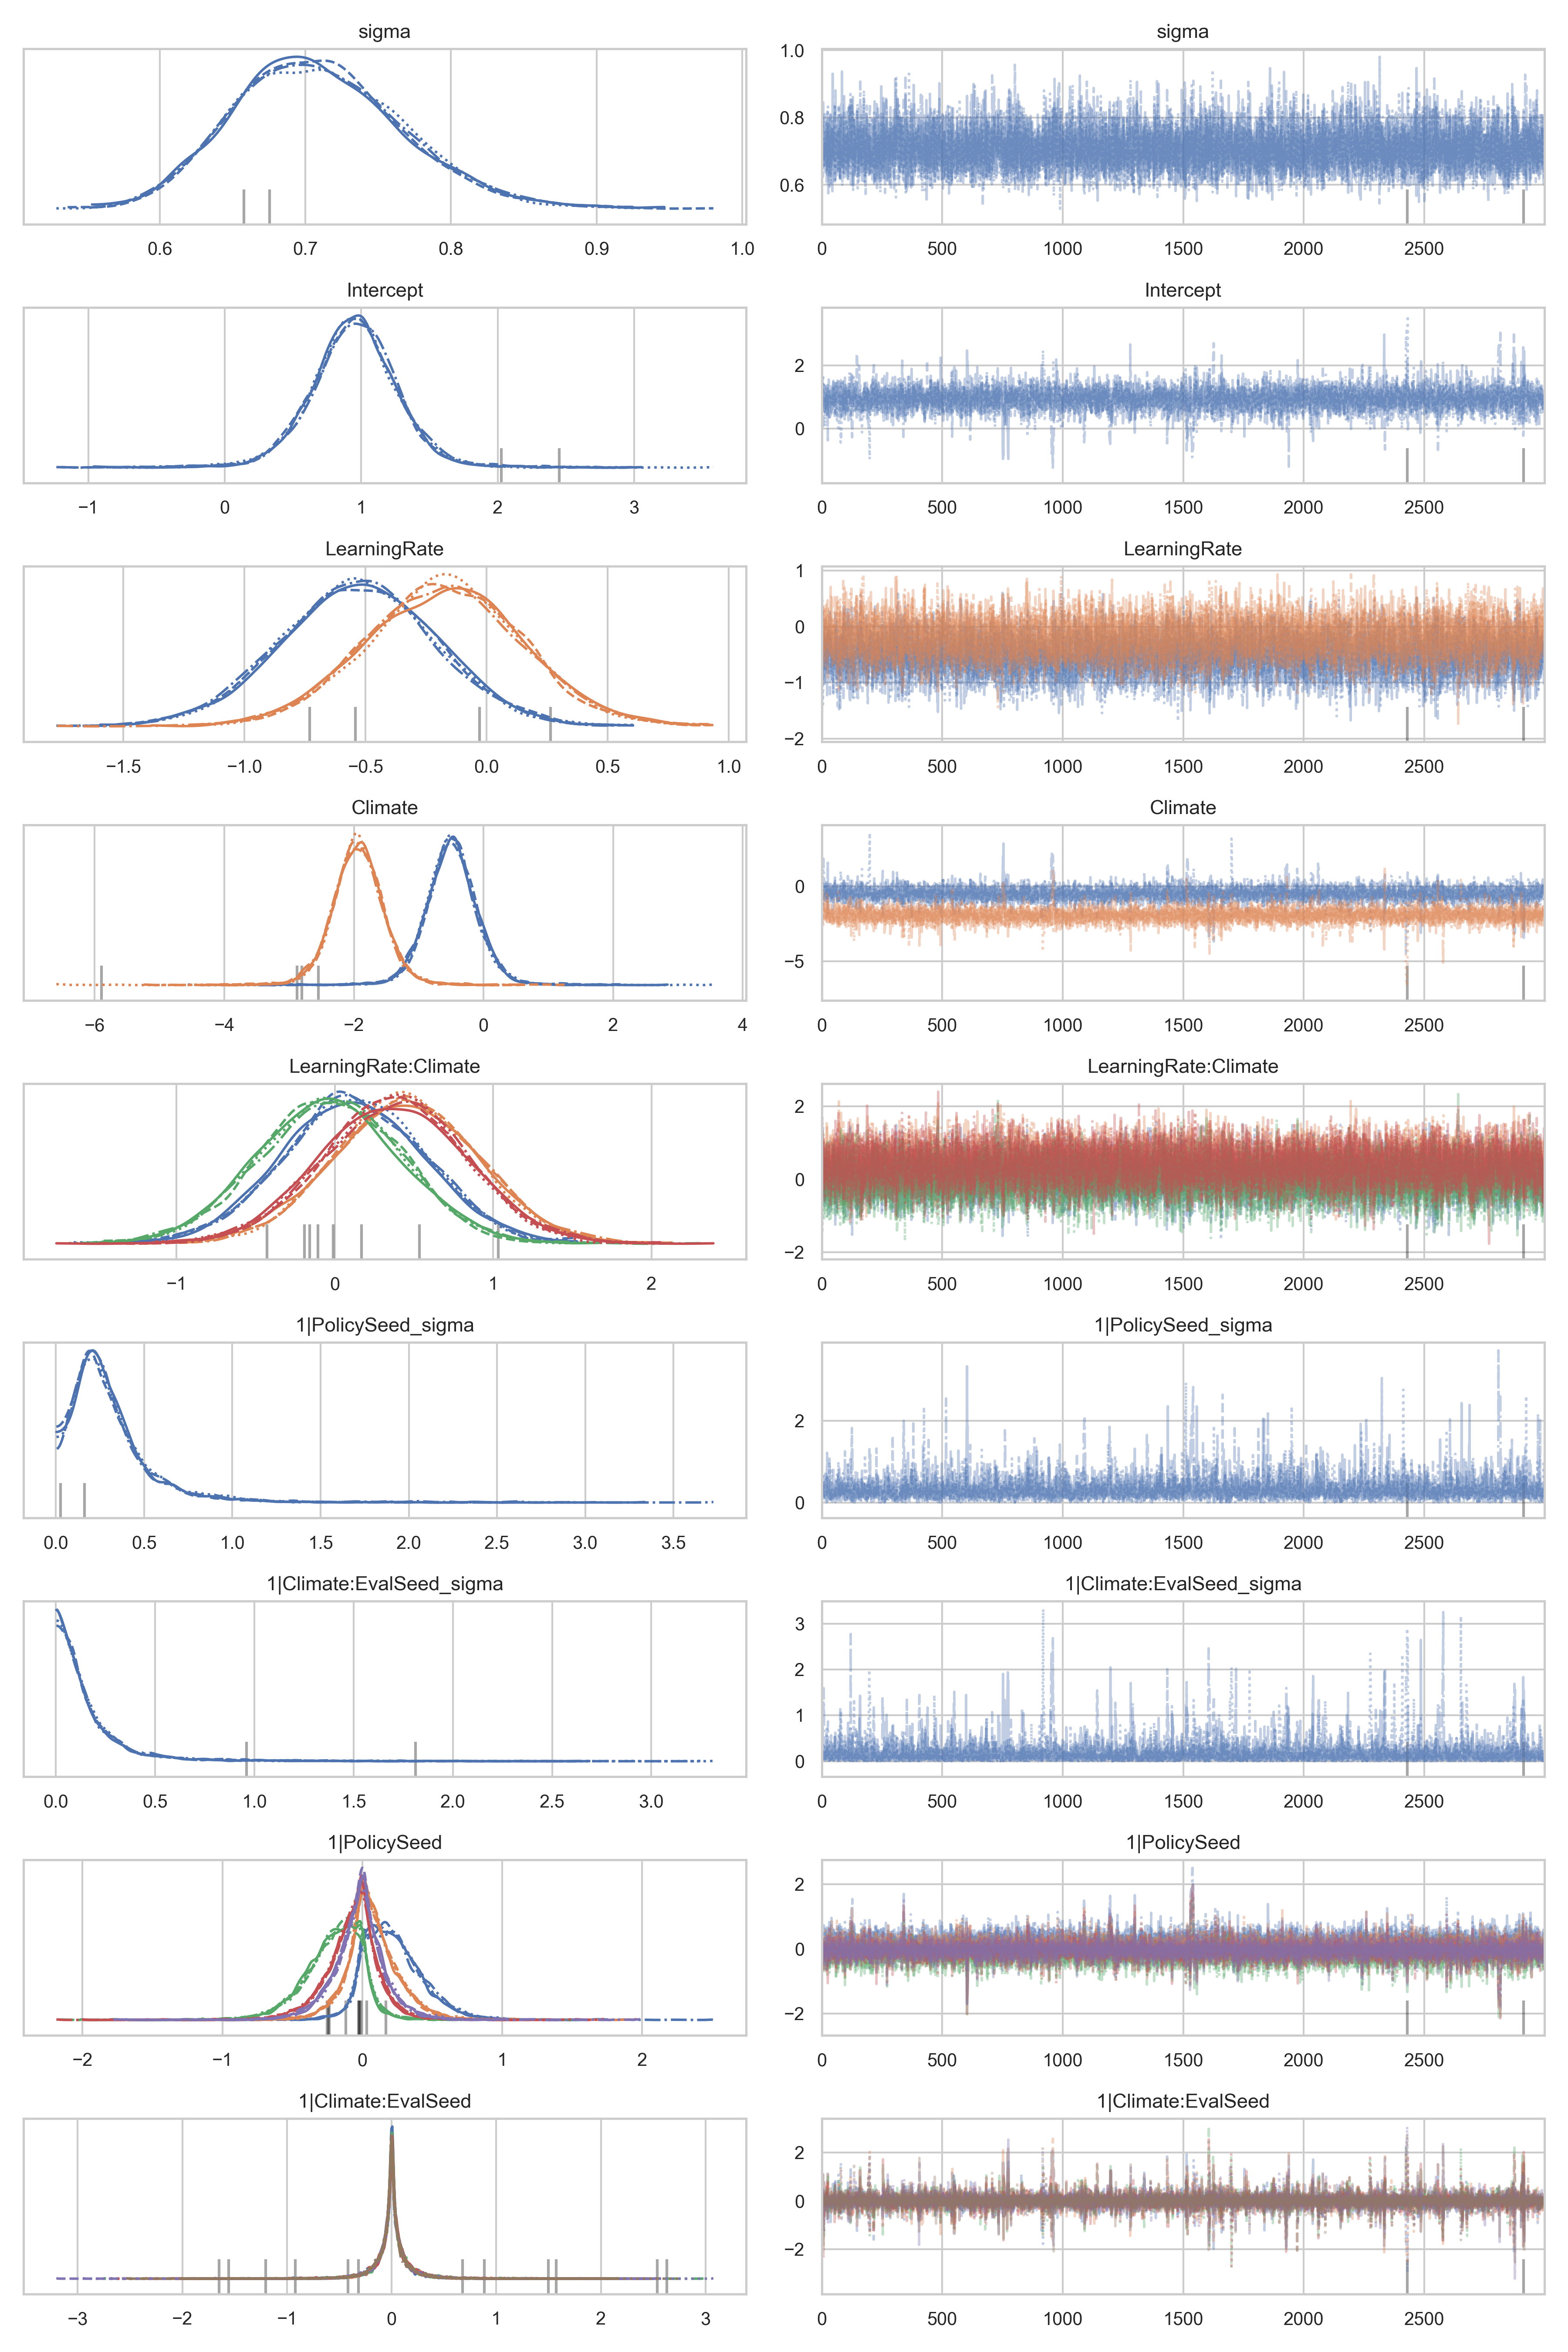 sigma
sigma
1.0
0.8
0.6
0.6 0.7 0.8 0.9 1.0
0 500 1000 1500 2000 2500
Intercept
Intercept
2
0
−1 0 1 2 3
0 500 1000 1500 2000 2500
LearningRate
LearningRate
1
0
−1
−2
−1.5 −1.0 −0.5 0.0 0.5 1.0
0 500 1000 1500 2000 2500
Climate
Climate
0
−5
−6 −4 −2 0 2 4
0 500 1000 1500 2000 2500
LearningRate:Climate
LearningRate:Climate
2
0
−2
−1 0 1 2
0 500 1000 1500 2000 2500
1|PolicySeed_sigma
1|PolicySeed_sigma
2
0
0.0 0.5 1.0 1.5 2.0 2.5 3.0 3.5
0 500 1000 1500 2000 2500
1|Climate:EvalSeed_sigma
1|Climate:EvalSeed_sigma
3
2
1
0
0.0 0.5 1.0 1.5 2.0 2.5 3.0
0 500 1000 1500 2000 2500
1|PolicySeed
1|PolicySeed
2
0
−2
−2 −1 0 1 2
0 500 1000 1500 2000 2500
1|Climate:EvalSeed
1|Climate:EvalSeed
2
0
−2
−3 −2 −1 0 1 2 3
0 500 1000 1500 2000 2500